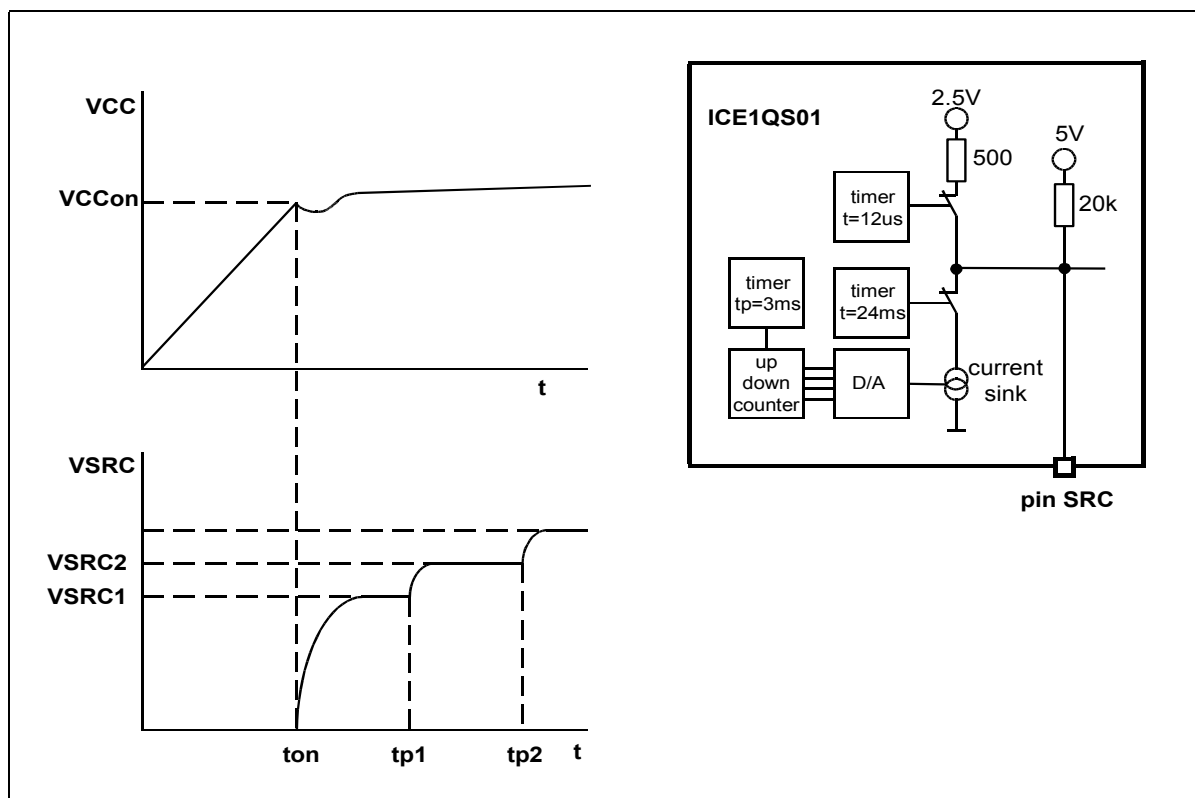 VCC
VCCon
t
VSRC
VSRC2
VSRC1
ton
tp1
tp2
t
ICE1QS01
2.5V
500
5V
20k
timer
t=12us
timer
tp=3ms
timer
t=24ms
up
down
counter
D/A
current
sink
pin SRC